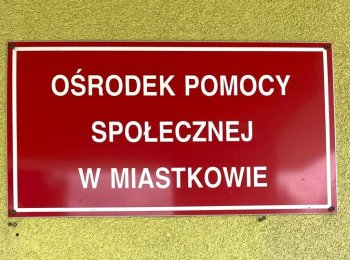 OŚRODEK POMOCY
SPOŁECZNEJ
W MIASTKOWIE